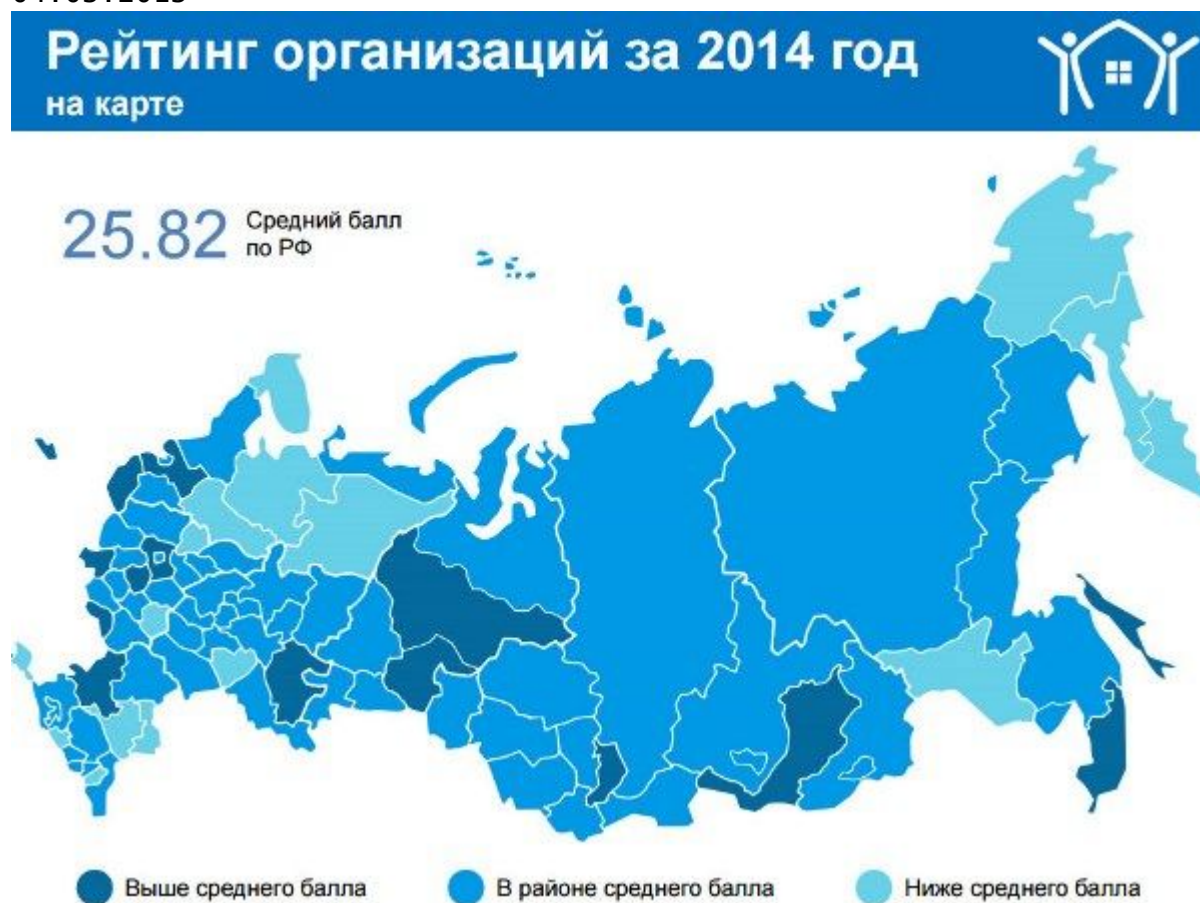 Рейтинг организаций за 2014 год
на карте
25.82
Средний балл
по РФ
Выше среднего балла
В районе среднего балла
Ниже среднего балла